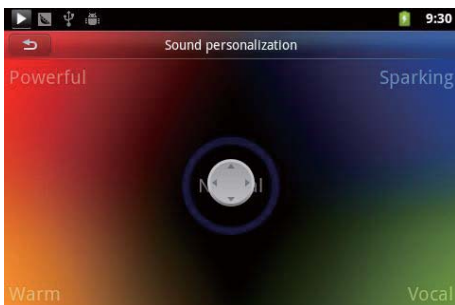 9:30
Sound personalization
Powerful
Sparking
Warm
Vocal